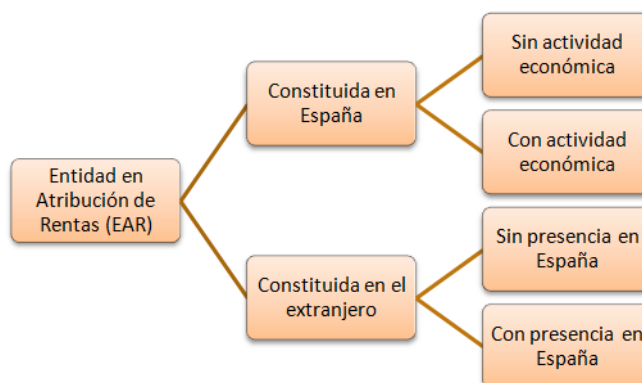 Entidad en
Atribución de
Rentas (EAR)
Constituida en
España
Sin actividad
económica
Con actividad
económica
Constituida en el
extranjero
Sin presencia en
España
Con presencia en
España